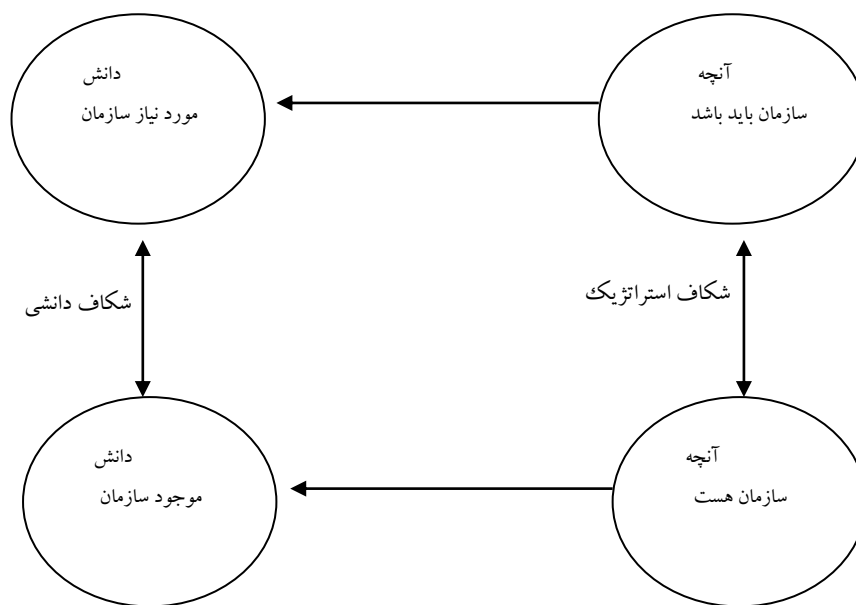 آنچه
سازمان باید باشد
دانش
مورد نیاز سازمان
شکاف استراتژیک
شکاف دانشی
آنچه
سازمان هست
دانش
موجود سازمان